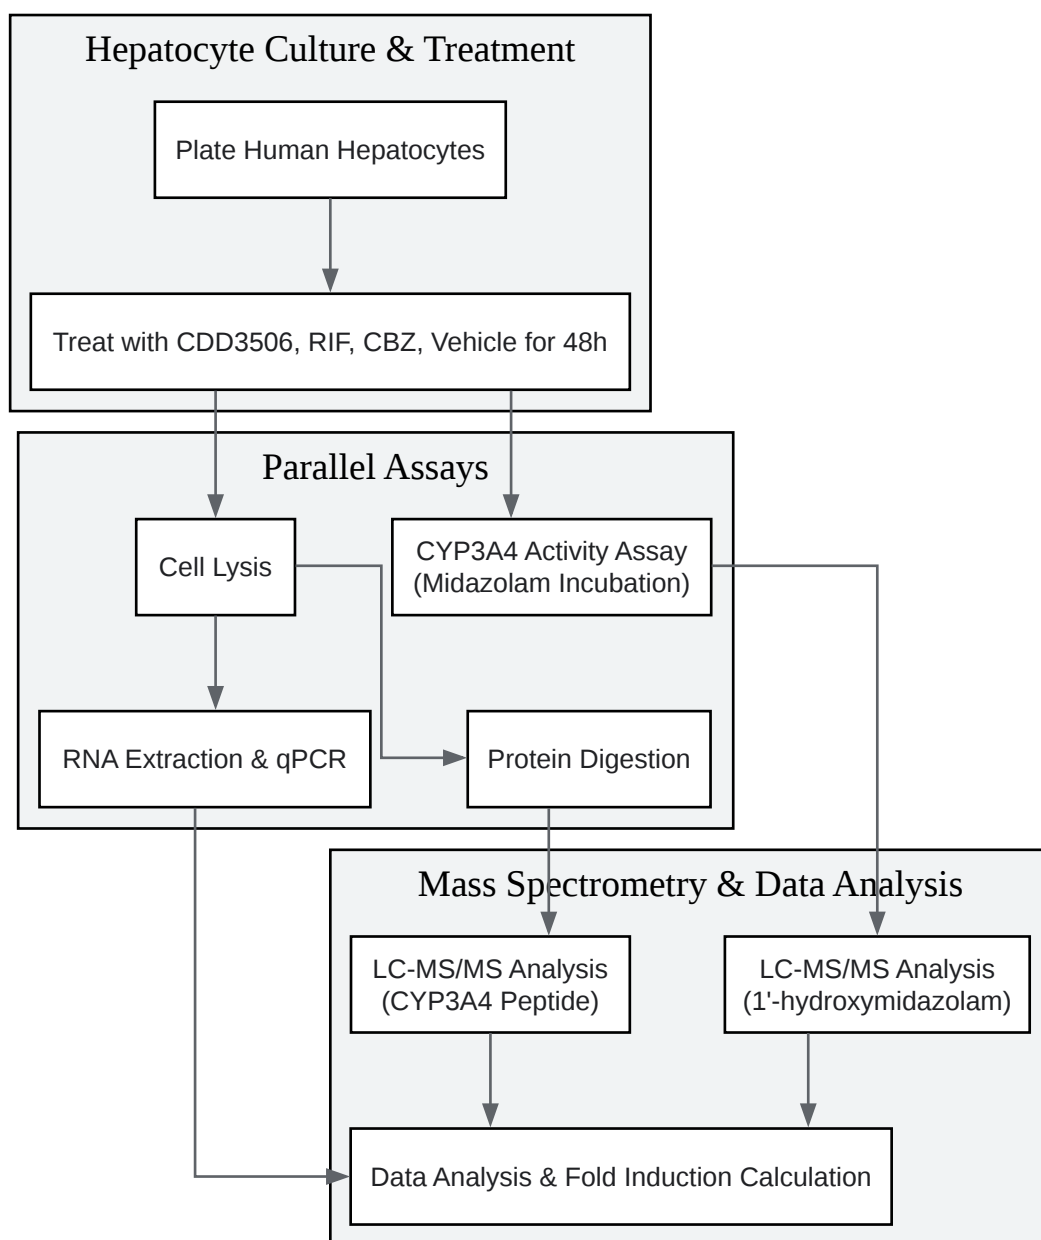 Hepatocyte Culture & Treatment
Plate Human Hepatocytes
Treat with CDD3506, RIF, CBZ, Vehicle for 48h
Parallel Assays
Cell Lysis
CYP3A4 Activity Assay
(Midazolam Incubation)
RNA Extraction & qPCR
Protein Digestion
Mass Spectrometry & Data Analysis
LC-MS/MS Analysis
(CYP3A4 Peptide)
LC-MS/MS Analysis
(1'-hydroxymidazolam)
Data Analysis & Fold Induction Calculation